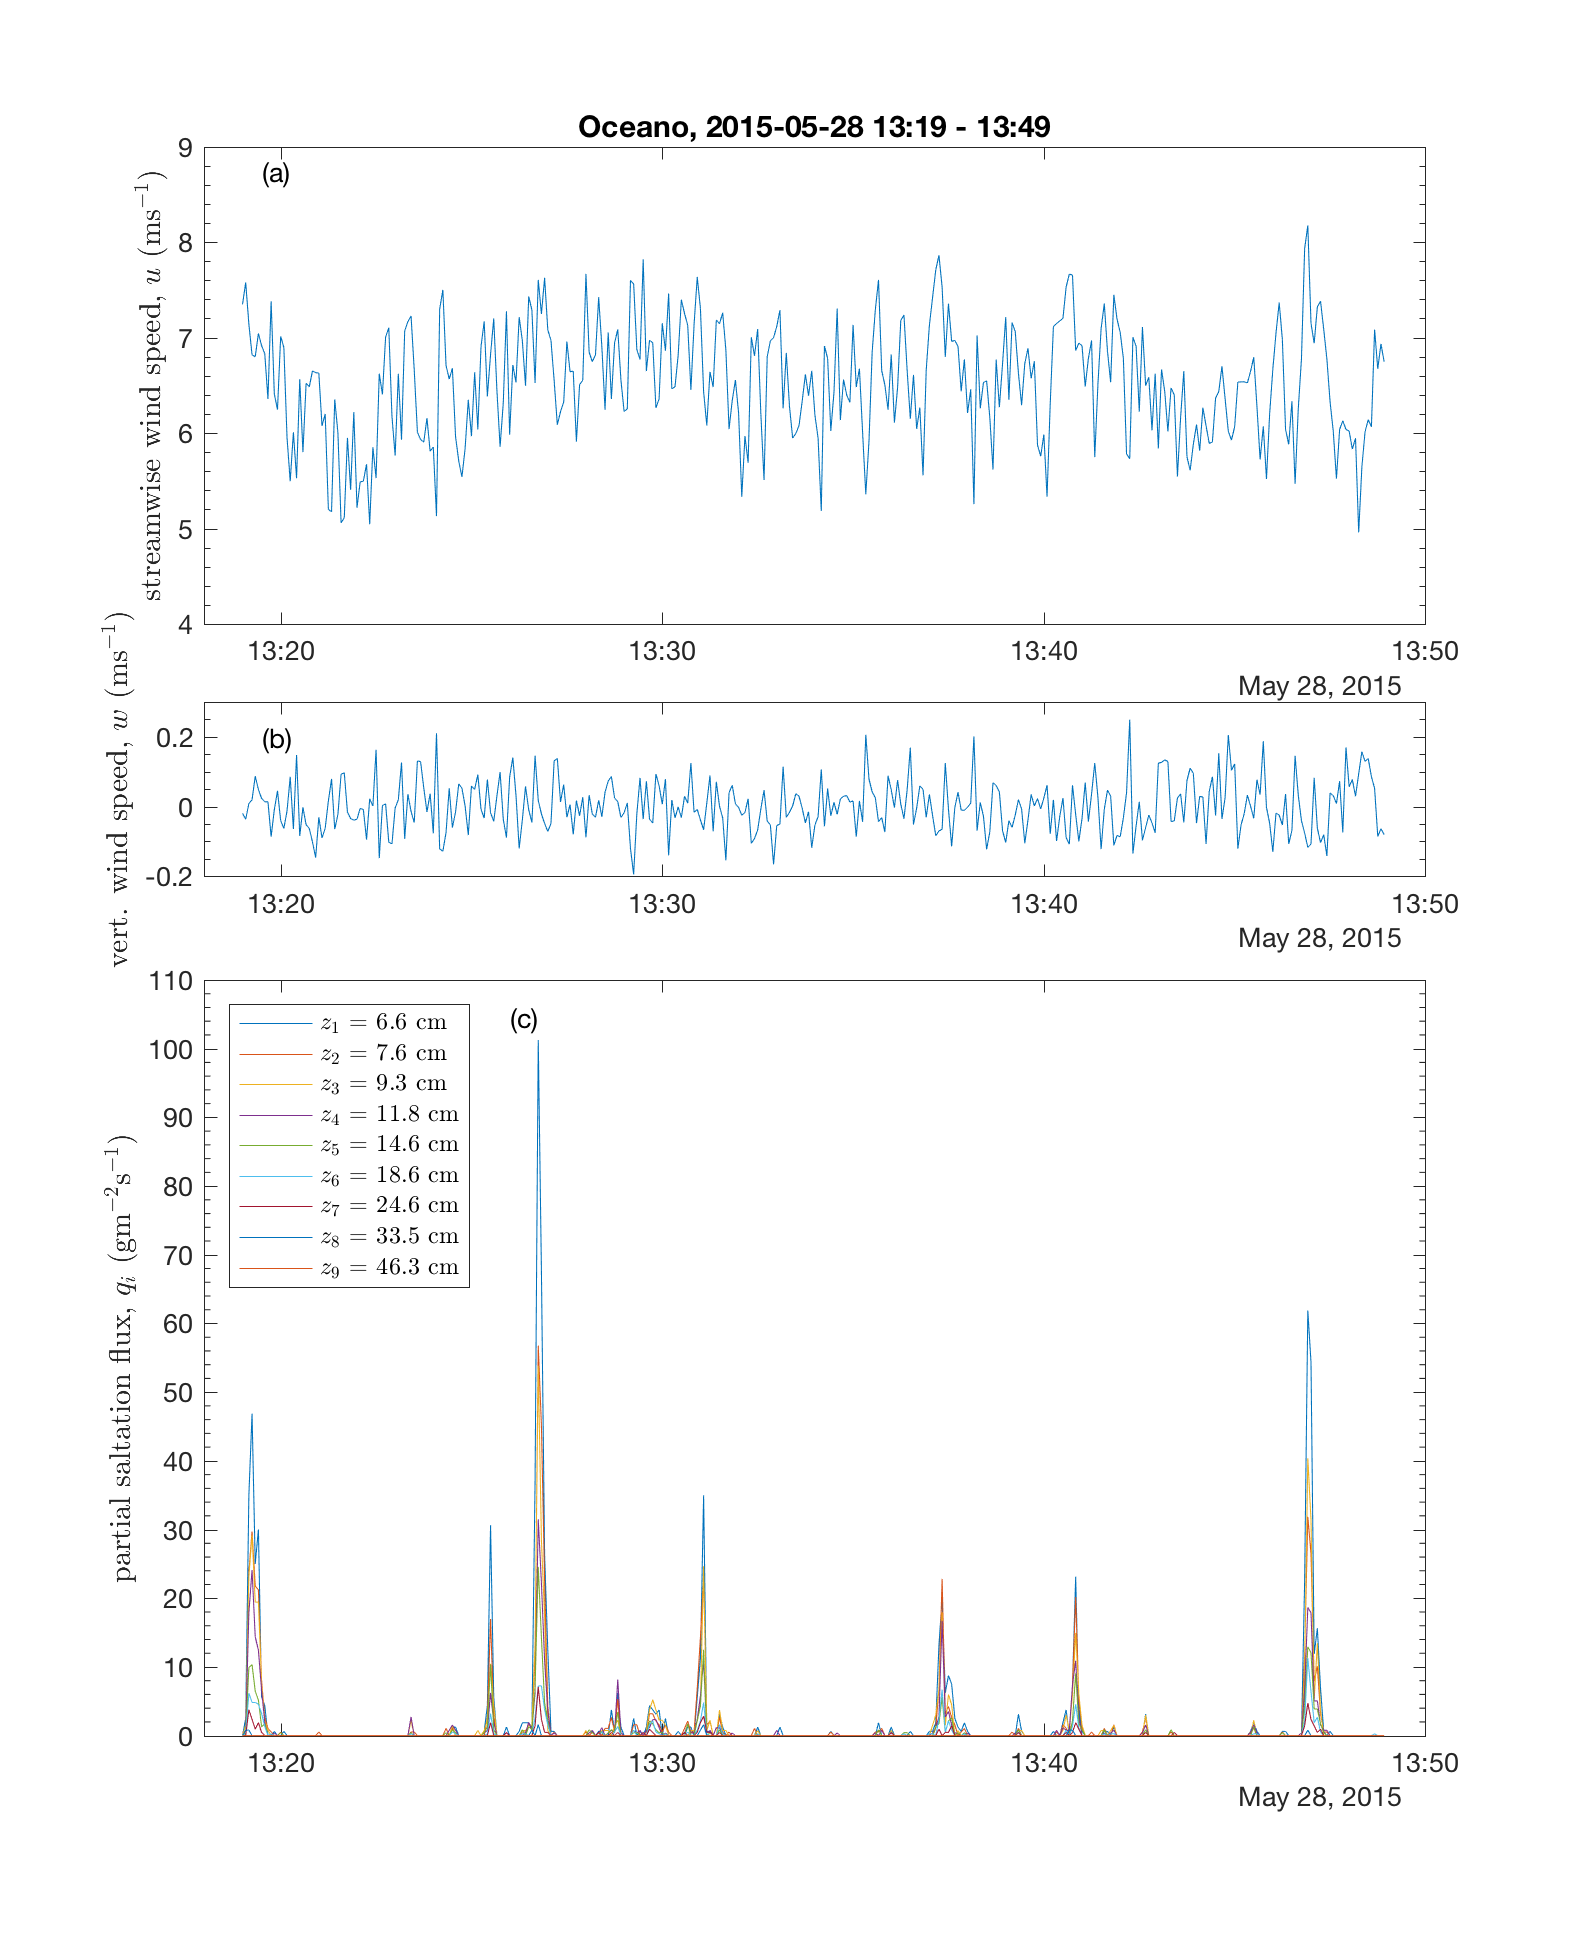 Oceano, 2015-05-28 13:19 - 13:49
(a)
streamwise wind speed, u (ms⁻¹)
9
8
7
6
5
4
13:20 13:30 13:40 13:50
May 28, 2015
(b)
vert. wind speed, w (ms⁻¹)
0.2
0
-0.2
13:20 13:30 13:40 13:50
May 28, 2015
(c)
partial saltation flux, qᵢ (gm⁻²s⁻¹)
110
100
90
80
70
60
50
40
30
20
10
0
z₁ = 6.6 cm
z₂ = 7.6 cm
z₃ = 9.3 cm
z₄ = 11.8 cm
z₅ = 14.6 cm
z₆ = 18.6 cm
z₇ = 24.6 cm
z₈ = 33.5 cm
z₉ = 46.3 cm
13:20 13:30 13:40 13:50
May 28, 2015